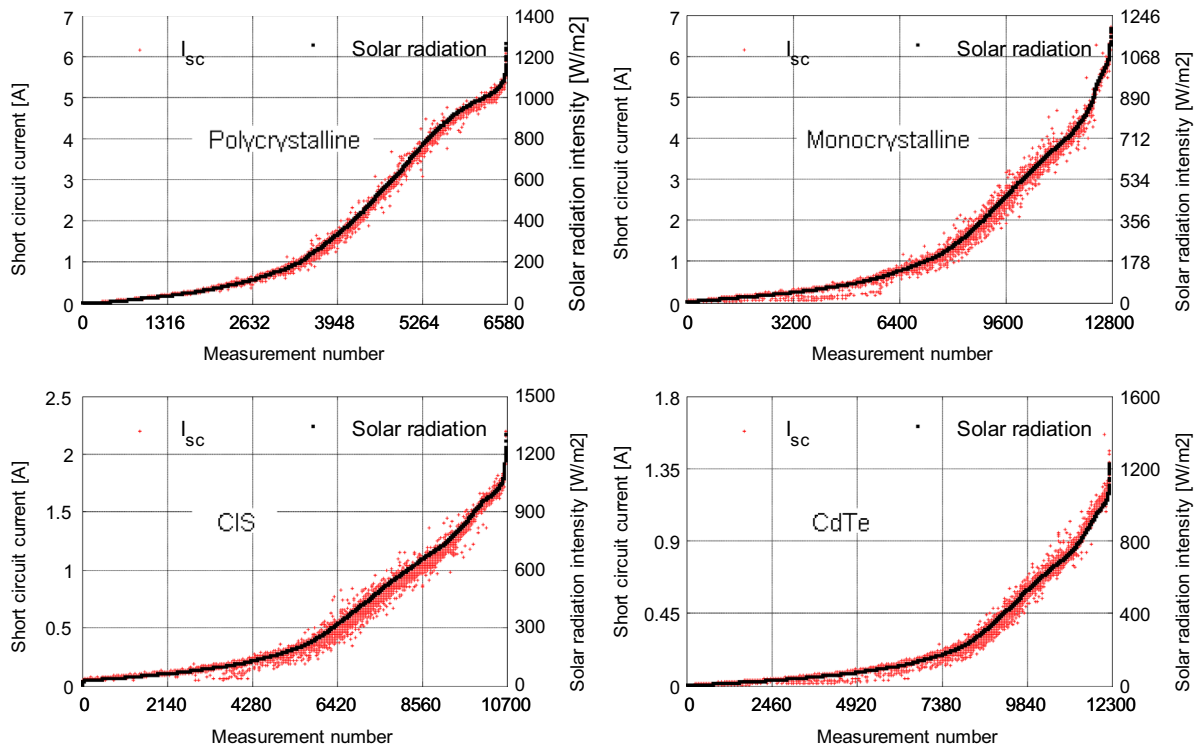 7 1400 7 1246
I_sc Solar radiation I_sc Solar radiation
6 1200 6 1068
5 1000 5 890
Polycrystalline Monocrystalline
4 800 4 712
3 600 3 534
2 400 2 356
1 200 1 178
0 0 0 0
0 1316 2632 3948 5264 6580 0 3200 6400 9600 12800
Short circuit current [A]
Solar radiation intensity [W/m2]
Short circuit current [A]
Solar radiation intensity [W/m2]
Measurement number Measurement number
2.5 1500 1.8 1600
I_sc Solar radiation I_sc Solar radiation
2 1200 1.35 1200
1.5 900
CIS CdTe
0.9 800
1 600
0.5 300 0.45 400
0 0 0 0
0 2140 4280 6420 8560 10700 0 2460 4920 7380 9840 12300
Short circuit current [A]
Solar radiation intensity [W/m2]
Short circuit current [A]
Solar radiation intensity [W/m2]
Measurement number Measurement number